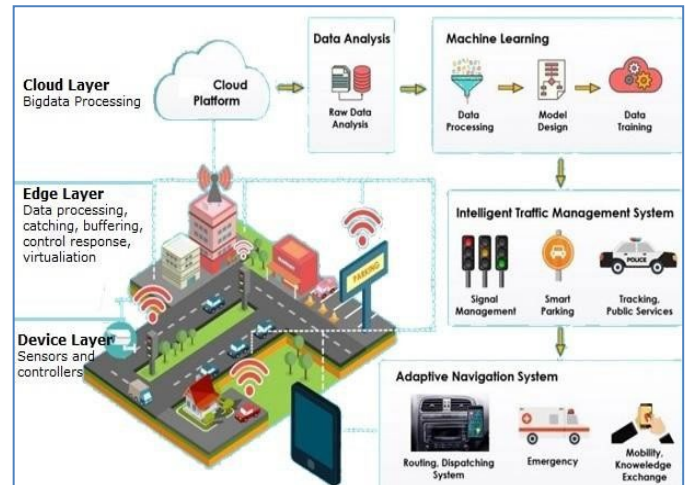 Cloud Layer
Bigdata Processing
Cloud
Platform
Data Analysis
Raw Data
Analysis
Machine Learning
Data
Processing
Model
Design
Data
Training
Edge Layer
Data processing,
catching, buffering,
control response,
virtualiation
PARKING
Intelligent Traffic Management System
Signal
Management
Smart
Parking
POLICE
Tracking,
Public Services
Device Layer
Sensors and
controllers
Adaptive Navigation System
Routing, Dispatching
System
Emergency
Mobility,
Knoweledge
Exchange